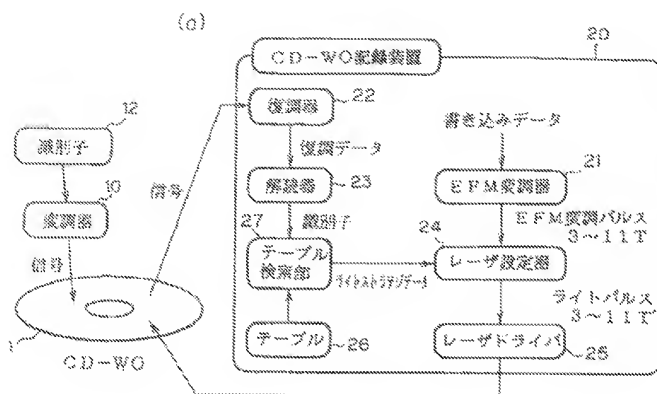 (a)
20
CD-WO記録装置
12
識別子
10
変調器
信号
1
CD-WO
信号
復調器
22
復調データ
解読器
23
識別子
27
テーブル
検索部
ライトストラテジデータ
テーブル
26
書き込みデータ
21
EFM変調器
EFM変調パルス
3～11T
24
レーザ設定器
ライトパルス
3～11T'
レーザドライバ
25